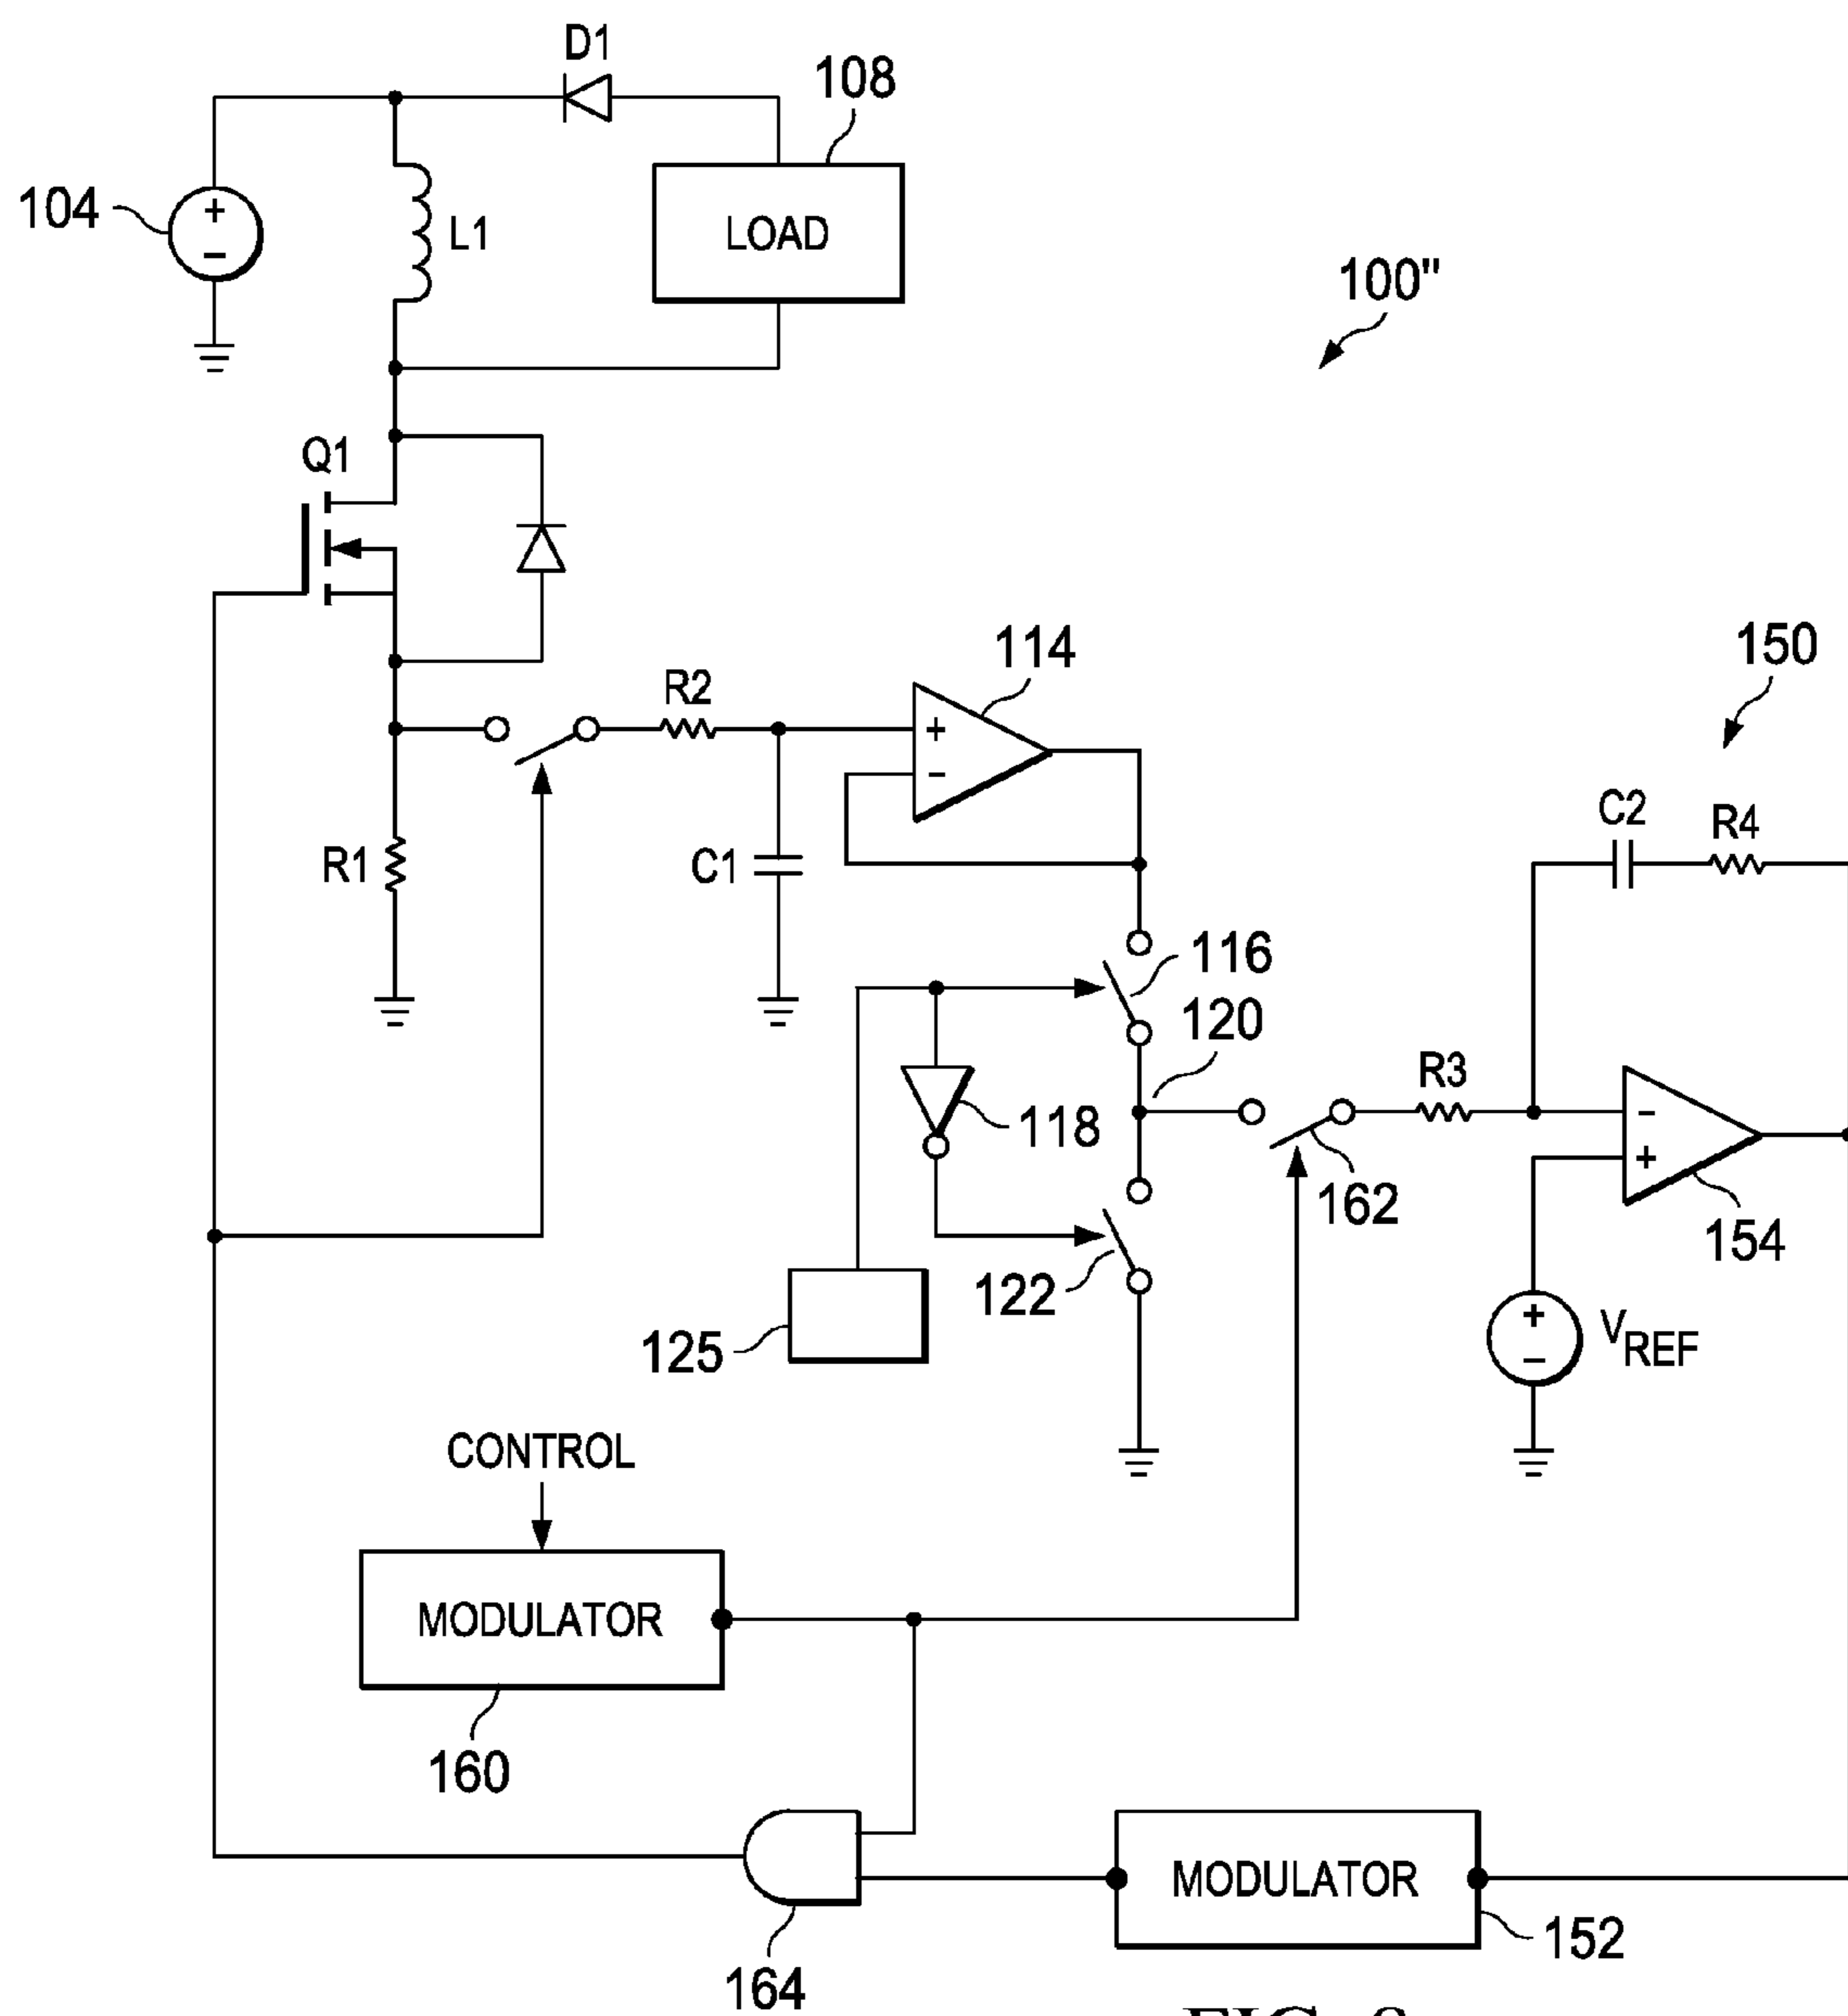 D1
108
104
+
−
L1
LOAD
100"
Q1
114
150
R2
+
−
C2
R4
R1
C1
116
120
R3
118
−
+
162
154
122
125
+
−
VREF
CONTROL
MODULATOR
160
MODULATOR
152
164